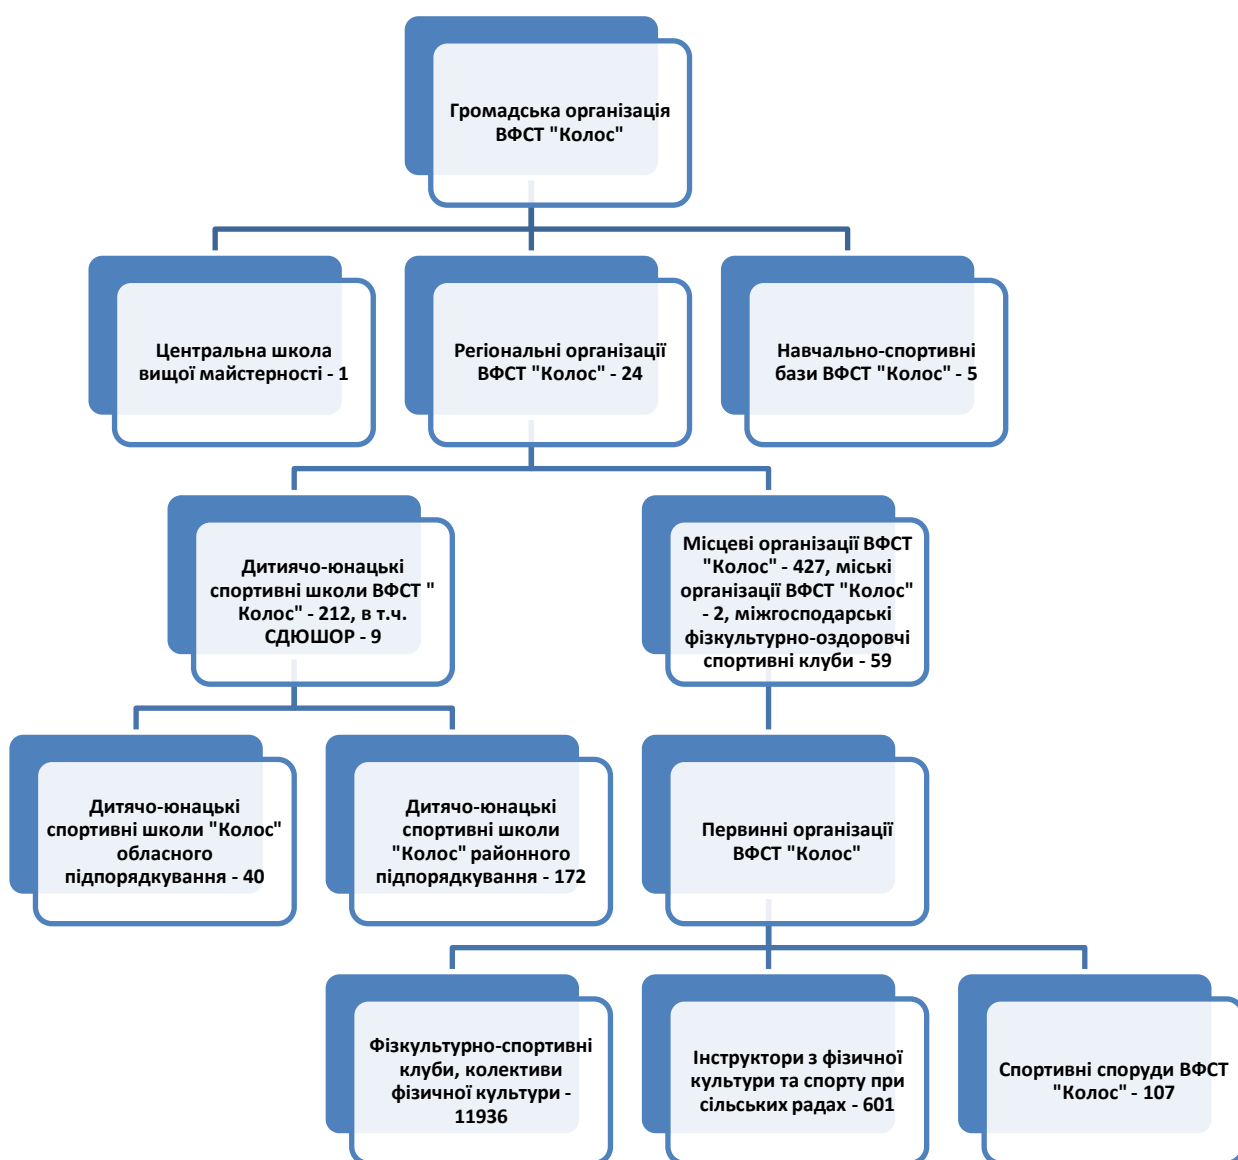 Громадська організація
ВФСТ "Колос"
Центральна школа
вищої майстерності - 1
Регіональні організації
ВФСТ "Колос" - 24
Навчально-спортивні
бази ВФСТ "Колос" - 5
Дитиячо-юнацькі
спортивні школи ВФСТ "
Колос" - 212, в т.ч.
СДЮШОР - 9
Місцеві організації ВФСТ
"Колос" - 427, міські
організації ВФСТ "Колос"
- 2, міжгосподарські
фізкультурно-оздоровчі
спортивні клуби - 59
Дитячо-юнацькі
спортивні школи "Колос"
обласного
підпорядкування - 40
Дитячо-юнацькі
спортивні школи
"Колос" районного
підпорядкування - 172
Первинні організації
ВФСТ "Колос"
Фізкультурно-спортивні
клуби, колективи
фізичної культури -
11936
Інструктори з фізичної
культури та спорту при
сільських радах - 601
Спортивні споруди ВФСТ
"Колос" - 107